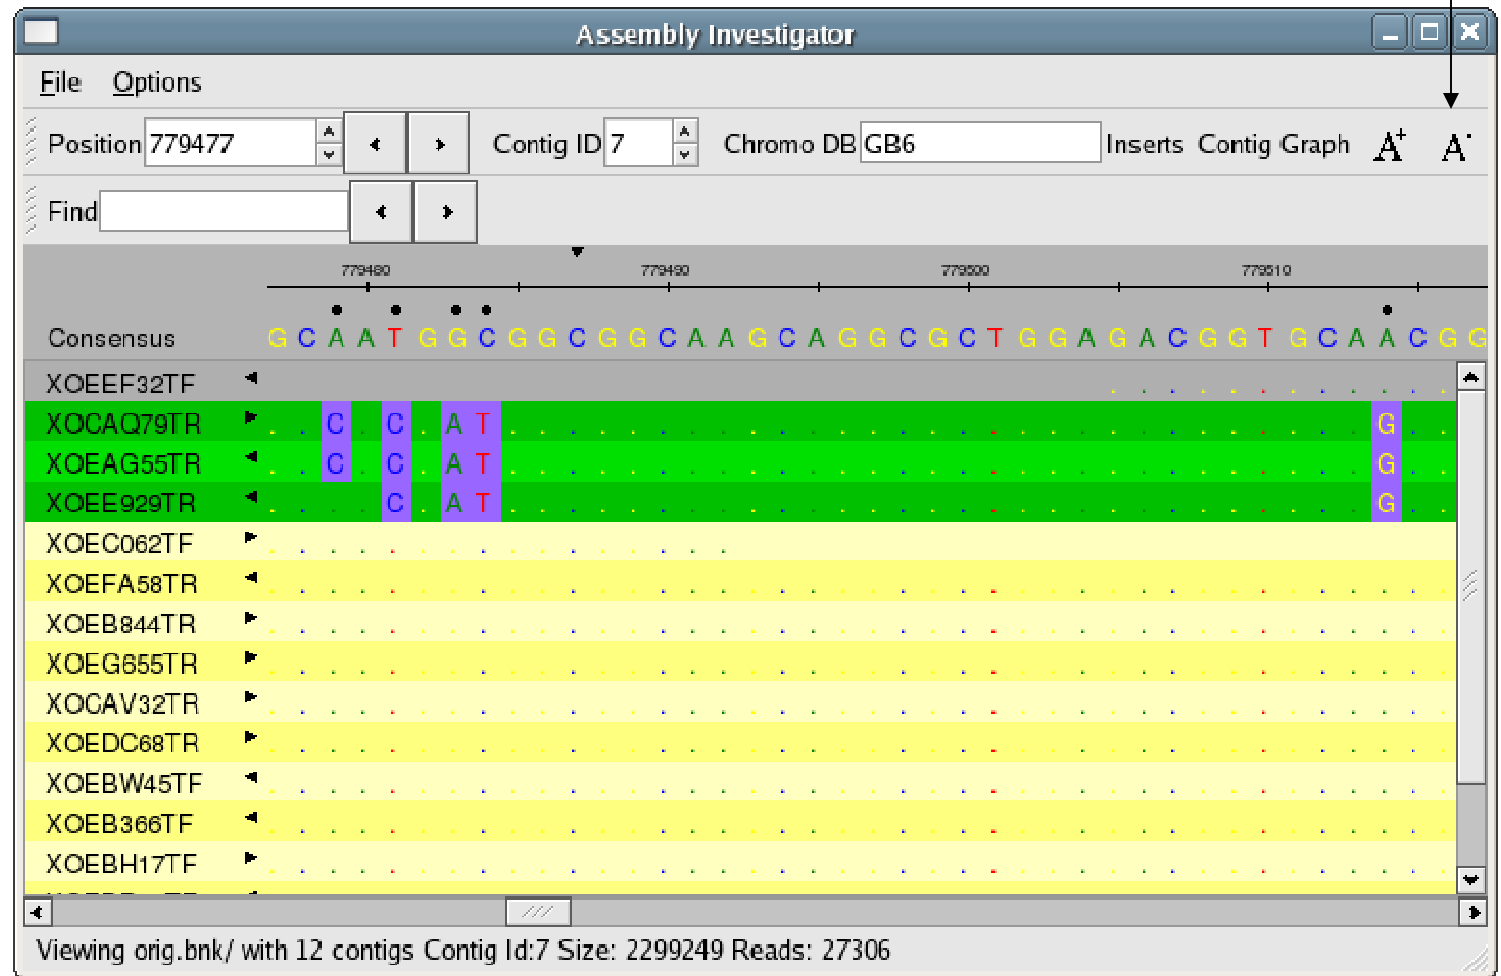 Assembly Investigator
File Options
Position 779477 Contig ID 7 Chromo DB GB6 Inserts Contig Graph A+ A-
Find
779480 779490 779500 779510
Consensus G C A A T G G C G G C G G C A A G C A G G C G C T G G A G A C G G T G C A A C G G
XOEEF32TF
XOCAQ79TR C C A T G
XOEAG55TR C C A T G
XOEE929TR C A T G
XOEC062TF
XOEFA58TR
XOEB844TR
XOEG655TR
XOCAV32TR
XOEDC68TR
XOEBW45TF
XOEB366TF
XOEBH17TF
Viewing orig.bnk/ with 12 contigs Contig Id:7 Size: 2299249 Reads: 27306